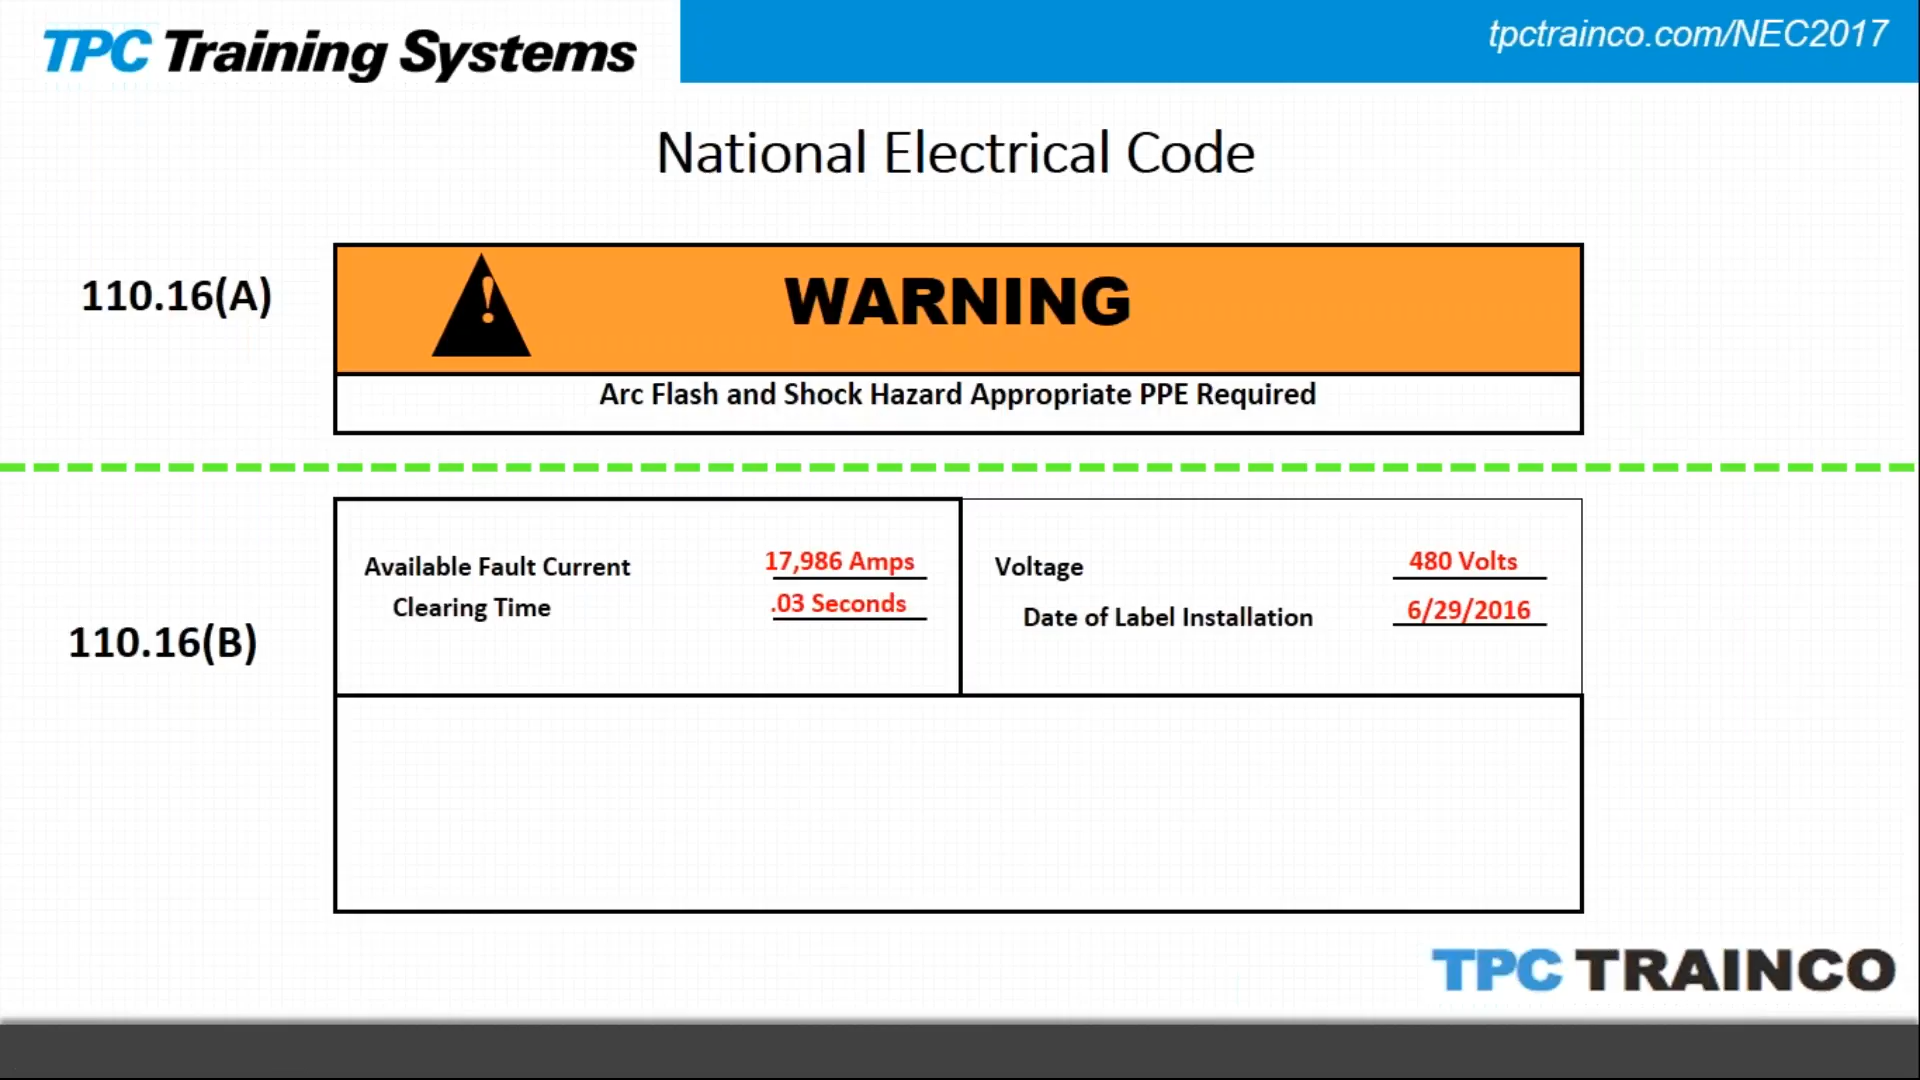 TPC Training Systems
tpctrainco.com/NEC2017
National Electrical Code
110.16(A)
!
WARNING
Arc Flash and Shock Hazard Appropriate PPE Required
110.16(B)
Available Fault Current 17,986 Amps
Clearing Time .03 Seconds
Voltage 480 Volts
Date of Label Installation 6/29/2016
TPC TRAINCO